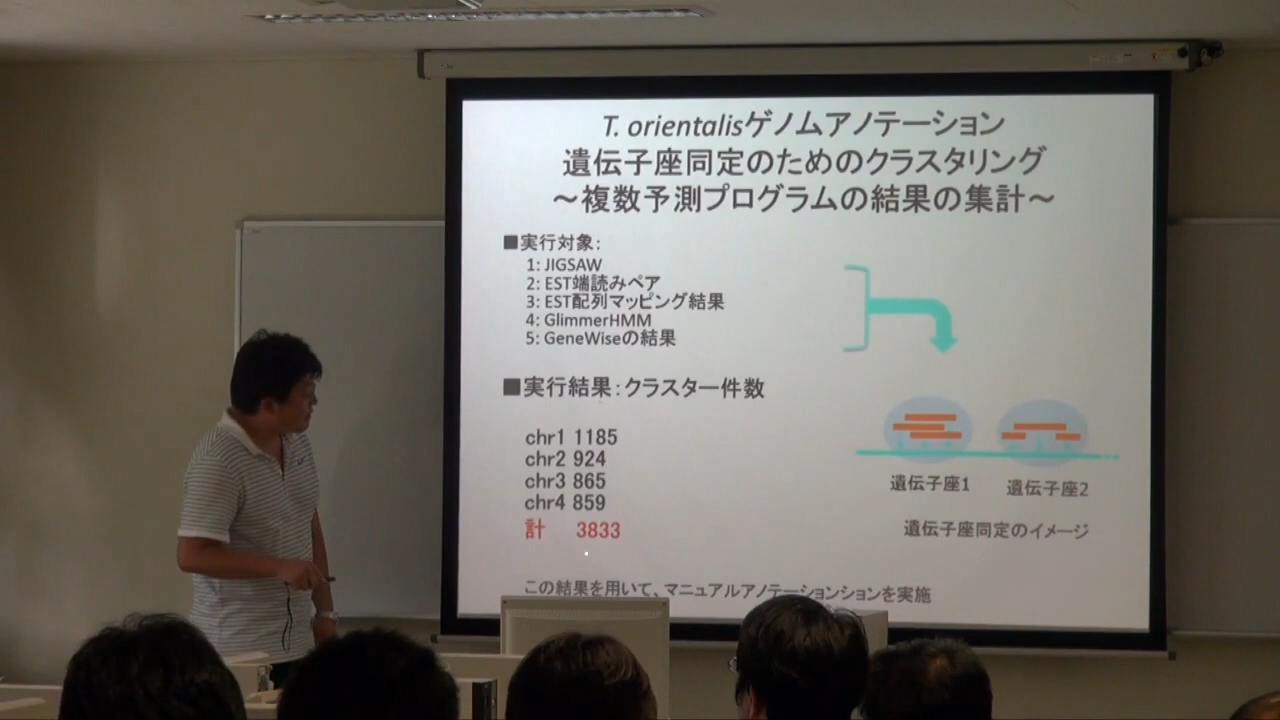 T. orientalisゲノムアノテーション
遺伝子座同定のためのクラスタリング
～複数予測プログラムの結果の集計～
■実行対象:
1: JIGSAW
2: EST端読みペア
3: EST配列マッピング結果
4: GlimmerHMM
5: GeneWiseの結果
■実行結果：クラスター件数
chr1 1185
chr2 924
chr3 865
chr4 859
計 3833
遺伝子座1 遺伝子座2
遺伝子座同定のイメージ
この結果を用いて、マニュアルアノテーションションを実施